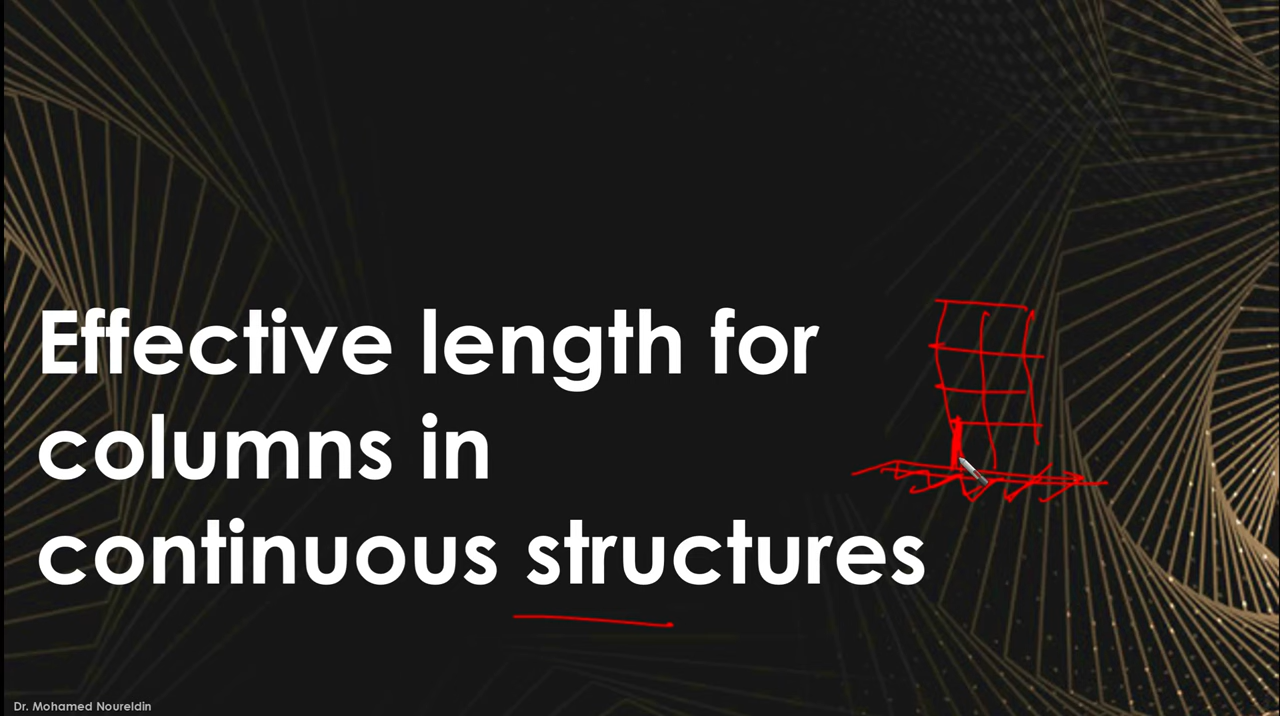 Effective length for
columns in
continuous structures
Dr. Mohamed Noureldin